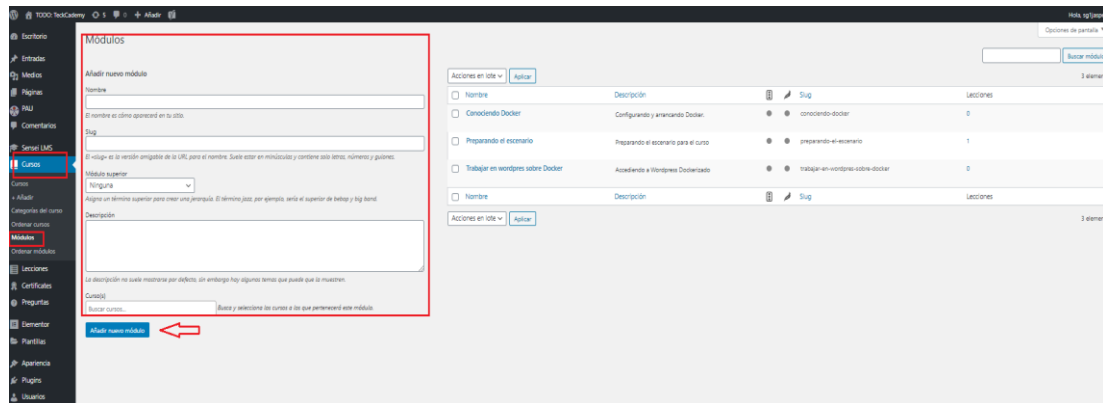 TODO: TeckCademy 5 0 + Añadir
Hola, sg1jaspe
Opciones de pantalla
Escritorio
Entradas
Medios
Páginas
PAU
Comentarios
Sensei LMS
Cursos
Cursos
+ Añadir
Categorías del curso
Ordenar cursos
Módulos
Ordenar módulos
Lecciones
Certificates
Preguntas
Elementor
Plantillas
Apariencia
Plugins
Usuarios
Módulos
Añadir nuevo módulo
Nombre
El nombre es cómo aparecerá en tu sitio.
Slug
El «slug» es la versión amigable de la URL para el nombre. Suele estar en minúsculas y contiene solo letras, números y guiones.
Módulo superior
Ninguna
Asigna un término superior para crear una jerarquía. El término jazz, por ejemplo, sería el superior de bebop y big band.
Descripción
La descripción no suele mostrarse por defecto, sin embargo hay algunos temas que puede que la muestren.
Curso(s)
Buscar cursos... Busca y selecciona los cursos a los que pertenecerá este módulo.
Añadir nuevo módulo
Buscar módulo
Acciones en lote Aplicar 3 elemen
Nombre Descripción Slug Lecciones
Conociendo Docker Configurando y arrancando Docker. conociendo-docker 0
Preparando el escenario Preparando el escenario para el curso preparando-el-escenario 1
Trabajar en wordpres sobre Docker Accediendo a Wordpress Dockerizado trabajar-en-wordpres-sobre-docker 0
Nombre Descripción Slug Lecciones
Acciones en lote Aplicar 3 elemen